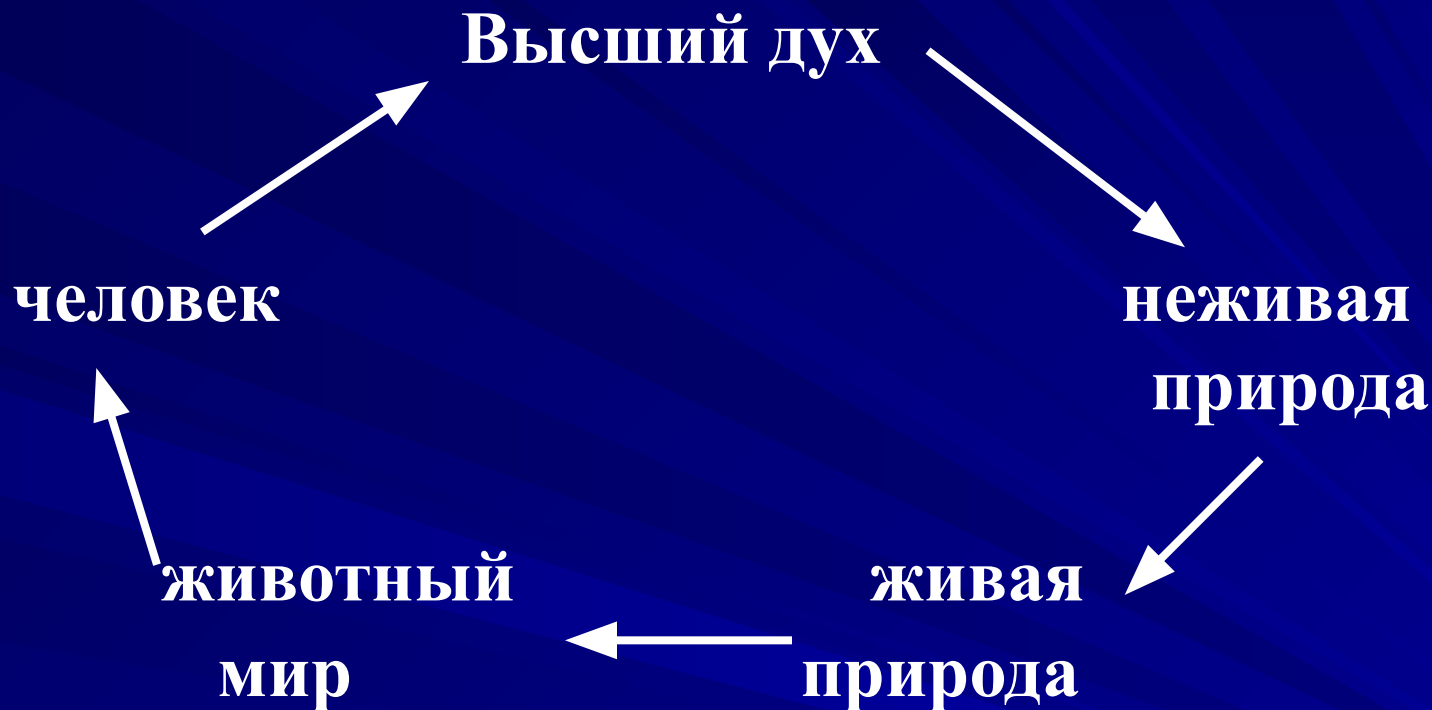 Высший дух
человек
неживая
природа
животный
мир
живая
природа